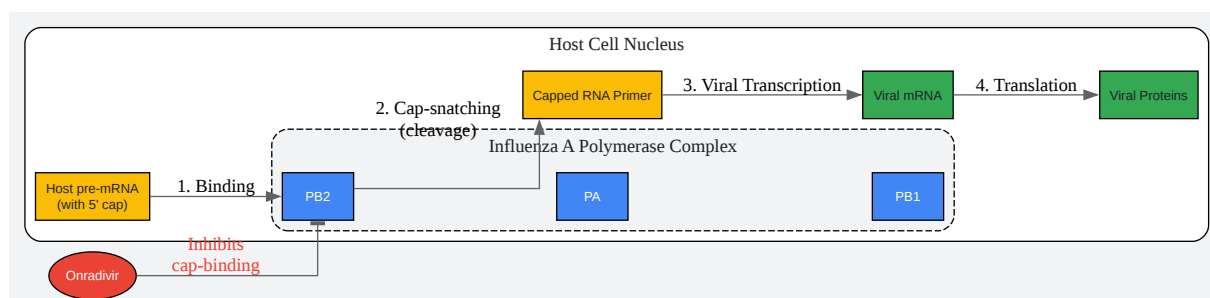 Host Cell Nucleus
Capped RNA Primer
3. Viral Transcription
Viral mRNA
4. Translation
Viral Proteins
2. Cap-snatching
(cleavage)
Influenza A Polymerase Complex
Host pre-mRNA
(with 5' cap)
1. Binding
PB2
PA
PB1
Onradivir
Inhibits
cap-binding